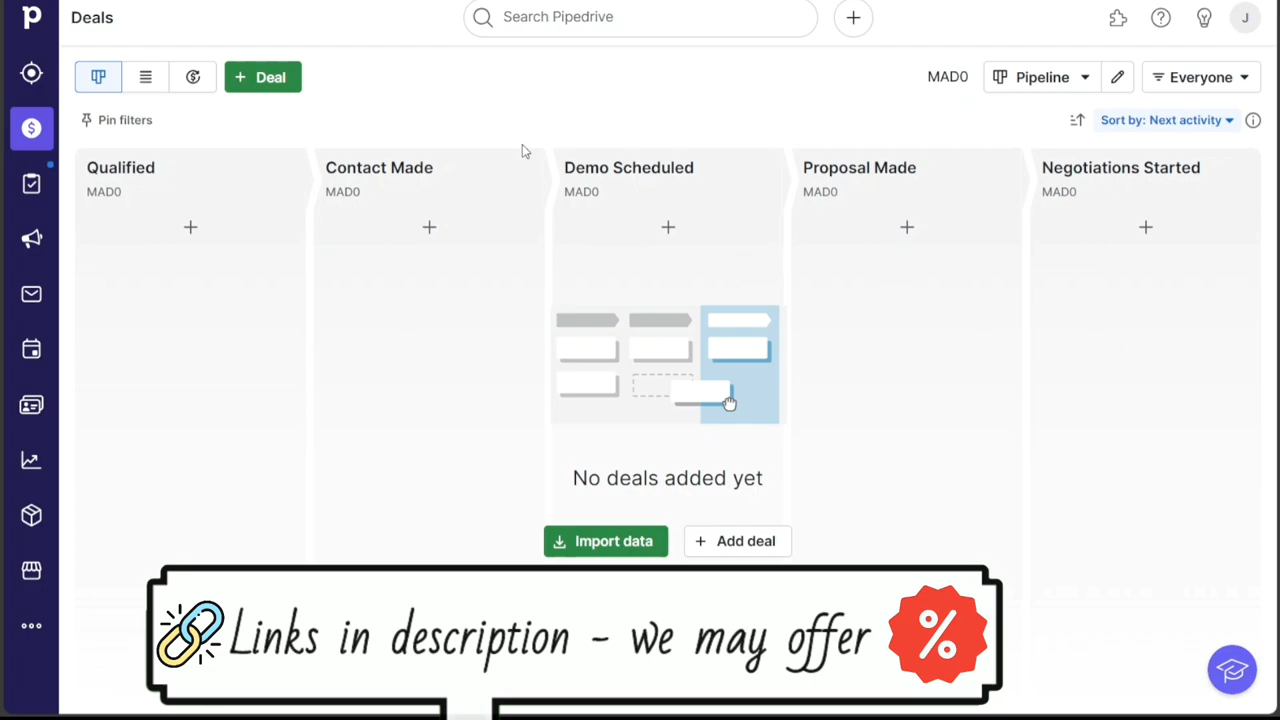 p
Deals
Search Pipedrive
J
+ Deal
MAD0
Pipeline
Everyone
Pin filters
Sort by: Next activity
Qualified
MAD0
Contact Made
MAD0
Demo Scheduled
MAD0
Proposal Made
MAD0
Negotiations Started
MAD0
No deals added yet
Import data
+ Add deal
Links in description - we may offer %